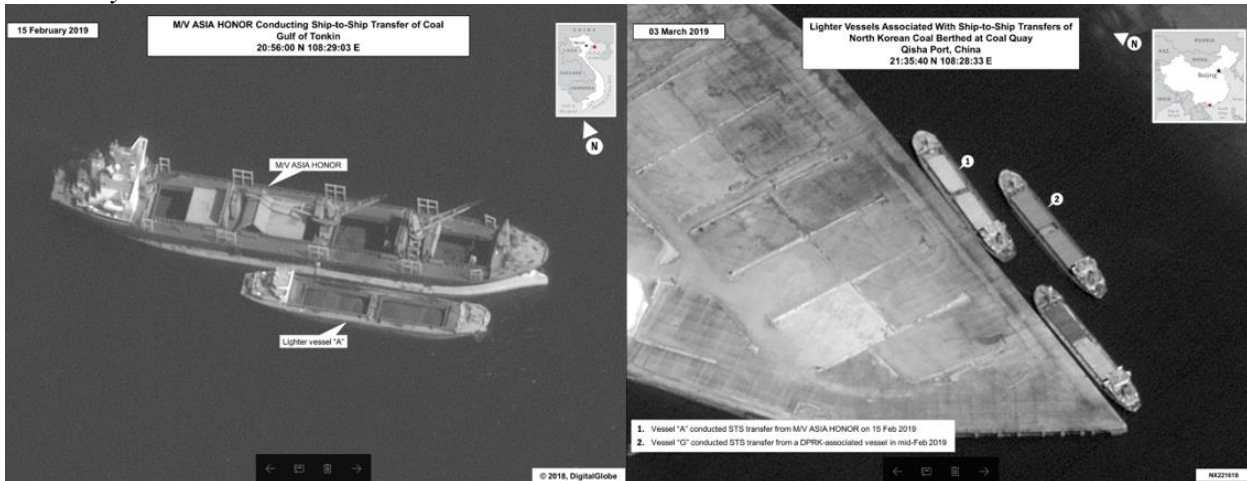 15 February 2019
M/V ASIA HONOR Conducting Ship-to-Ship Transfer of Coal
Gulf of Tonkin
20:56:00 N 108:29:03 E
N
M/V ASIA HONOR
Lighter vessel "A"
© 2018, DigitalGlobe
03 March 2019
Lighter Vessels Associated With Ship-to-Ship Transfers of
North Korean Coal Berthed at Coal Quay
Qisha Port, China
21:35:40 N 108:28:33 E
N
RUSSIA
Beijing
1
2
1. Vessel "A" conducted STS transfer from M/V ASIA HONOR on 15 Feb 2019
2. Vessel "G" conducted STS transfer from a DPRK-associated vessel in mid-Feb 2019
NX221618